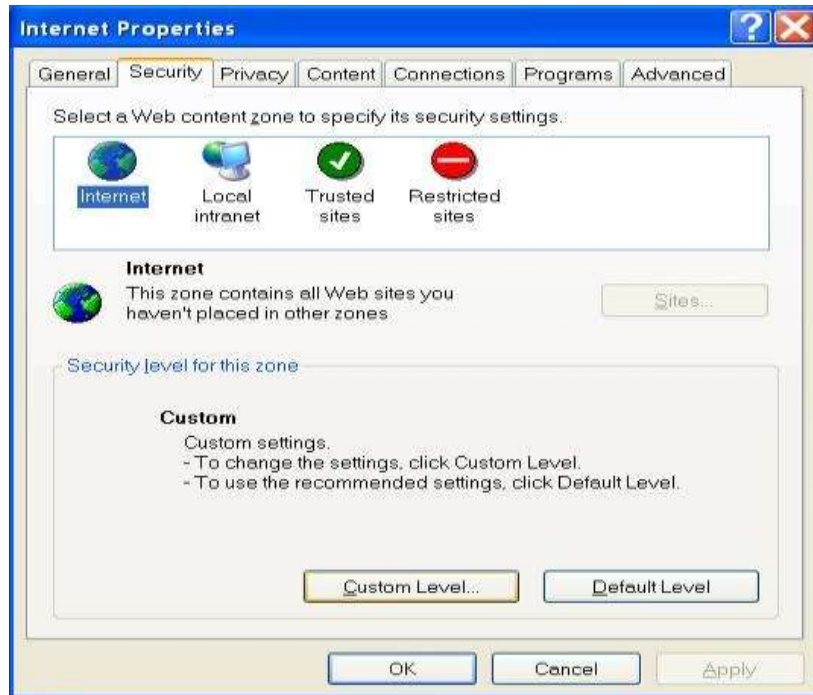 Internet Properties
General Security Privacy Content Connections Programs Advanced
Select a Web content zone to specify its security settings.
Internet Local intranet Trusted sites Restricted sites
Internet
This zone contains all Web sites you
haven't placed in other zones
Sites...
Security level for this zone
Custom
Custom settings.
- To change the settings, click Custom Level.
- To use the recommended settings, click Default Level.
Custom Level... Default Level
OK Cancel Apply